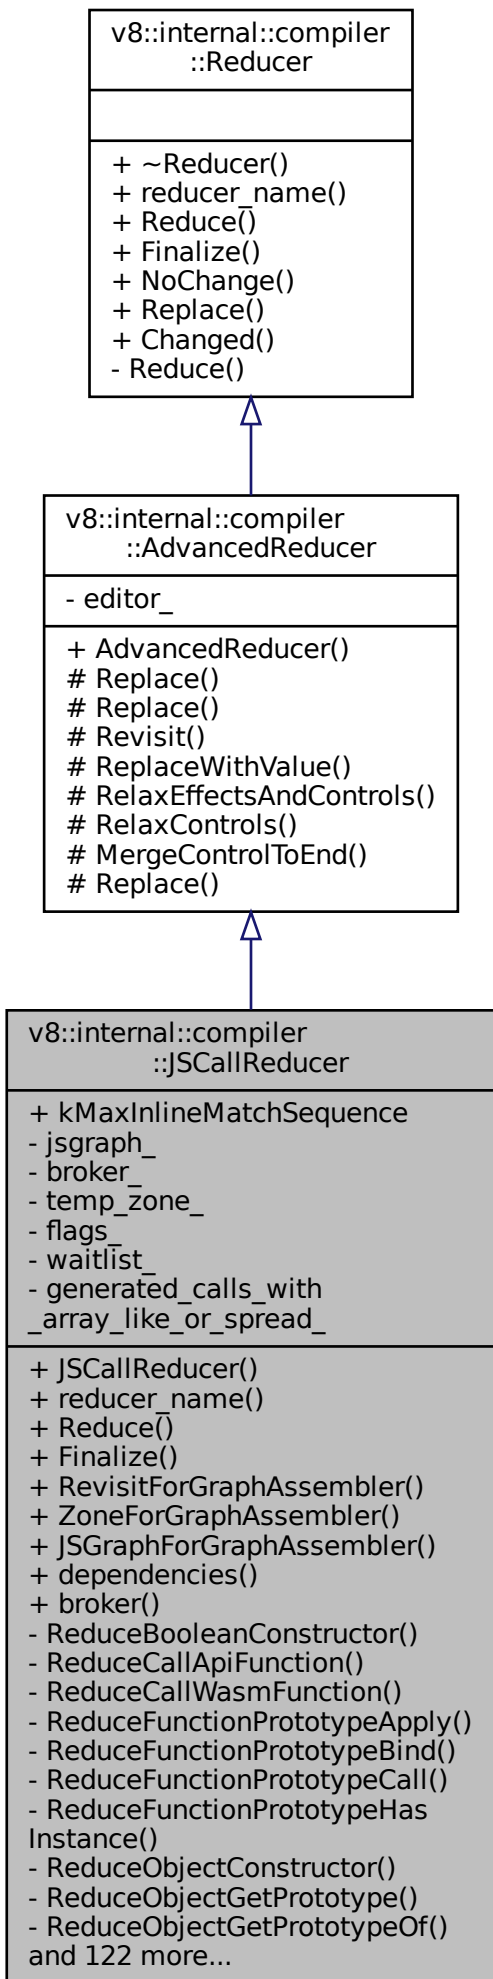 v8::internal::compiler
::Reducer
+ ~Reducer()
+ reducer_name()
+ Reduce()
+ Finalize()
+ NoChange()
+ Replace()
+ Changed()
- Reduce()
v8::internal::compiler
::AdvancedReducer
- editor_
+ AdvancedReducer()
# Replace()
# Replace()
# Revisit()
# ReplaceWithValue()
# RelaxEffectsAndControls()
# RelaxControls()
# MergeControlToEnd()
# Replace()
v8::internal::compiler
::JSCallReducer
+ kMaxInlineMatchSequence
- jsgraph_
- broker_
- temp_zone_
- flags_
- waitlist_
- generated_calls_with
_array_like_or_spread_
+ JSCallReducer()
+ reducer_name()
+ Reduce()
+ Finalize()
+ RevisitForGraphAssembler()
+ ZoneForGraphAssembler()
+ JSGraphForGraphAssembler()
+ dependencies()
+ broker()
- ReduceBooleanConstructor()
- ReduceCallApiFunction()
- ReduceCallWasmFunction()
- ReduceFunctionPrototypeApply()
- ReduceFunctionPrototypeBind()
- ReduceFunctionPrototypeCall()
- ReduceFunctionPrototypeHas
Instance()
- ReduceObjectConstructor()
- ReduceObjectGetPrototype()
- ReduceObjectGetPrototypeOf()
and 122 more...